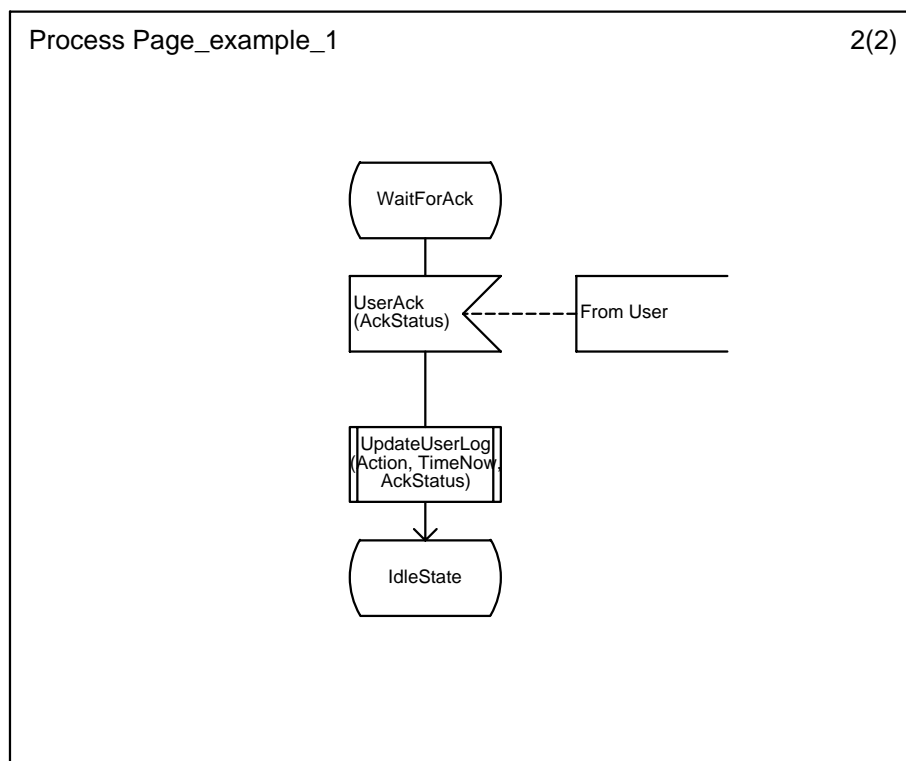 Process Page_example_1
2(2)
WaitForAck
UserAck
(AckStatus)
From User
UpdateUserLog
(Action, TimeNow,
AckStatus)
IdleState